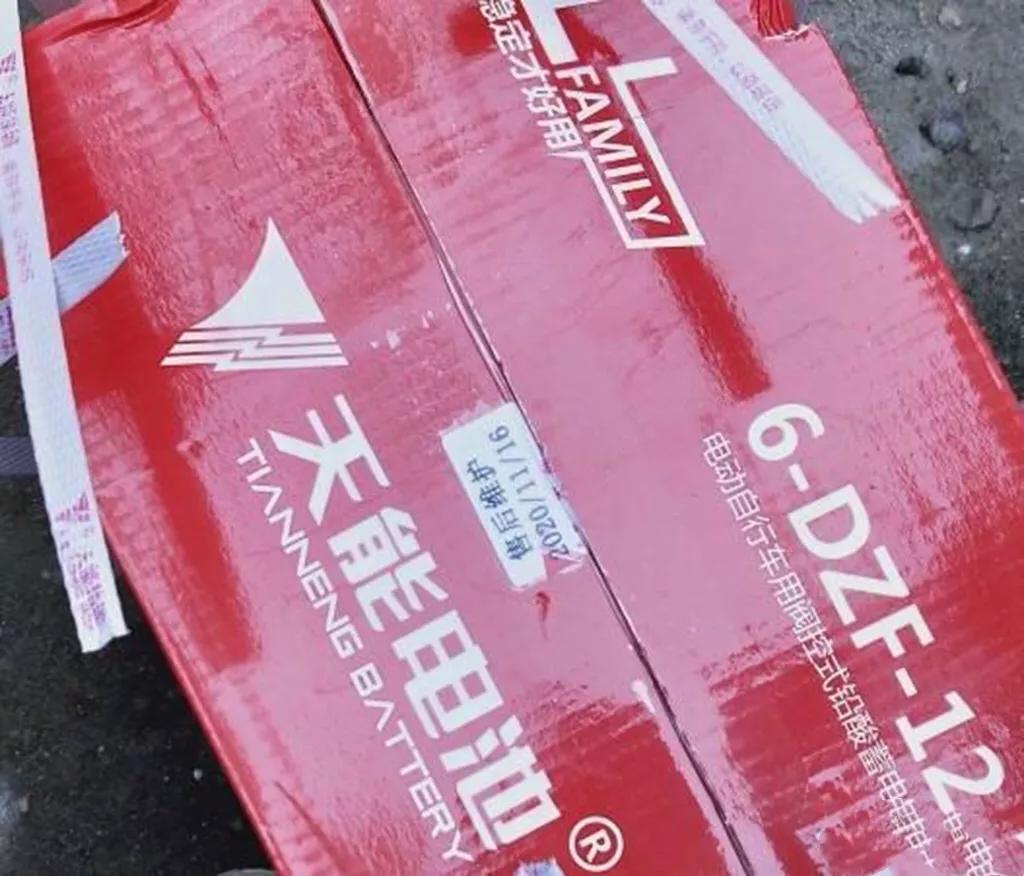 稳定才好用
FAMILY
天能电池®
TIANNENG BATTERY
售后维护
2020/11/16
6-DZF-12
电动自行车用阀控式铅酸蓄电